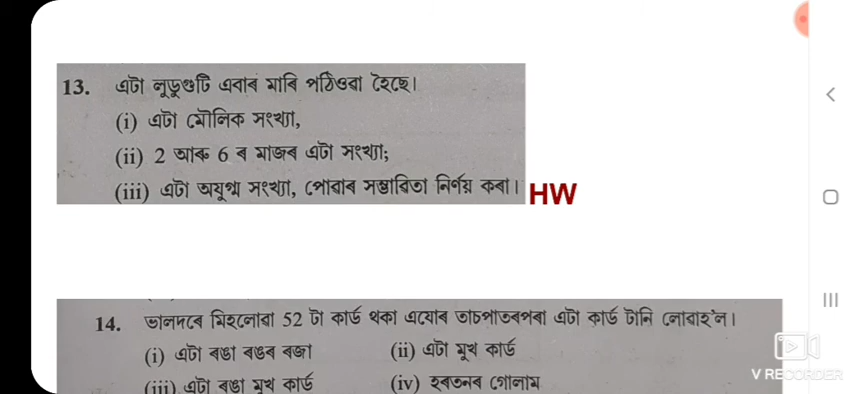 13. এটা লুডুগুটি এবাৰ মাৰি পঠিওৱা হৈছে।
(i) এটা মৌলিক সংখ্যা,
(ii) 2 আৰু 6 ৰ মাজৰ এটা সংখ্যা;
(iii) এটা অযুগ্ম সংখ্যা, পোৱাৰ সম্ভাৱিতা নিৰ্ণয় কৰা। HW
14. ভালদৰে মিহলোৱা 52 টা কাৰ্ড থকা এযোৰ তাচপাতৰপৰা এটা কাৰ্ড টানি লোৱাহ'ল।
(i) এটা ৰঙা ৰঙৰ ৰজা (ii) এটা মুখ কাৰ্ড
(iii) এটা ৰঙা মুখ কাৰ্ড (iv) হৰতনৰ গোলাম
V RECORDER